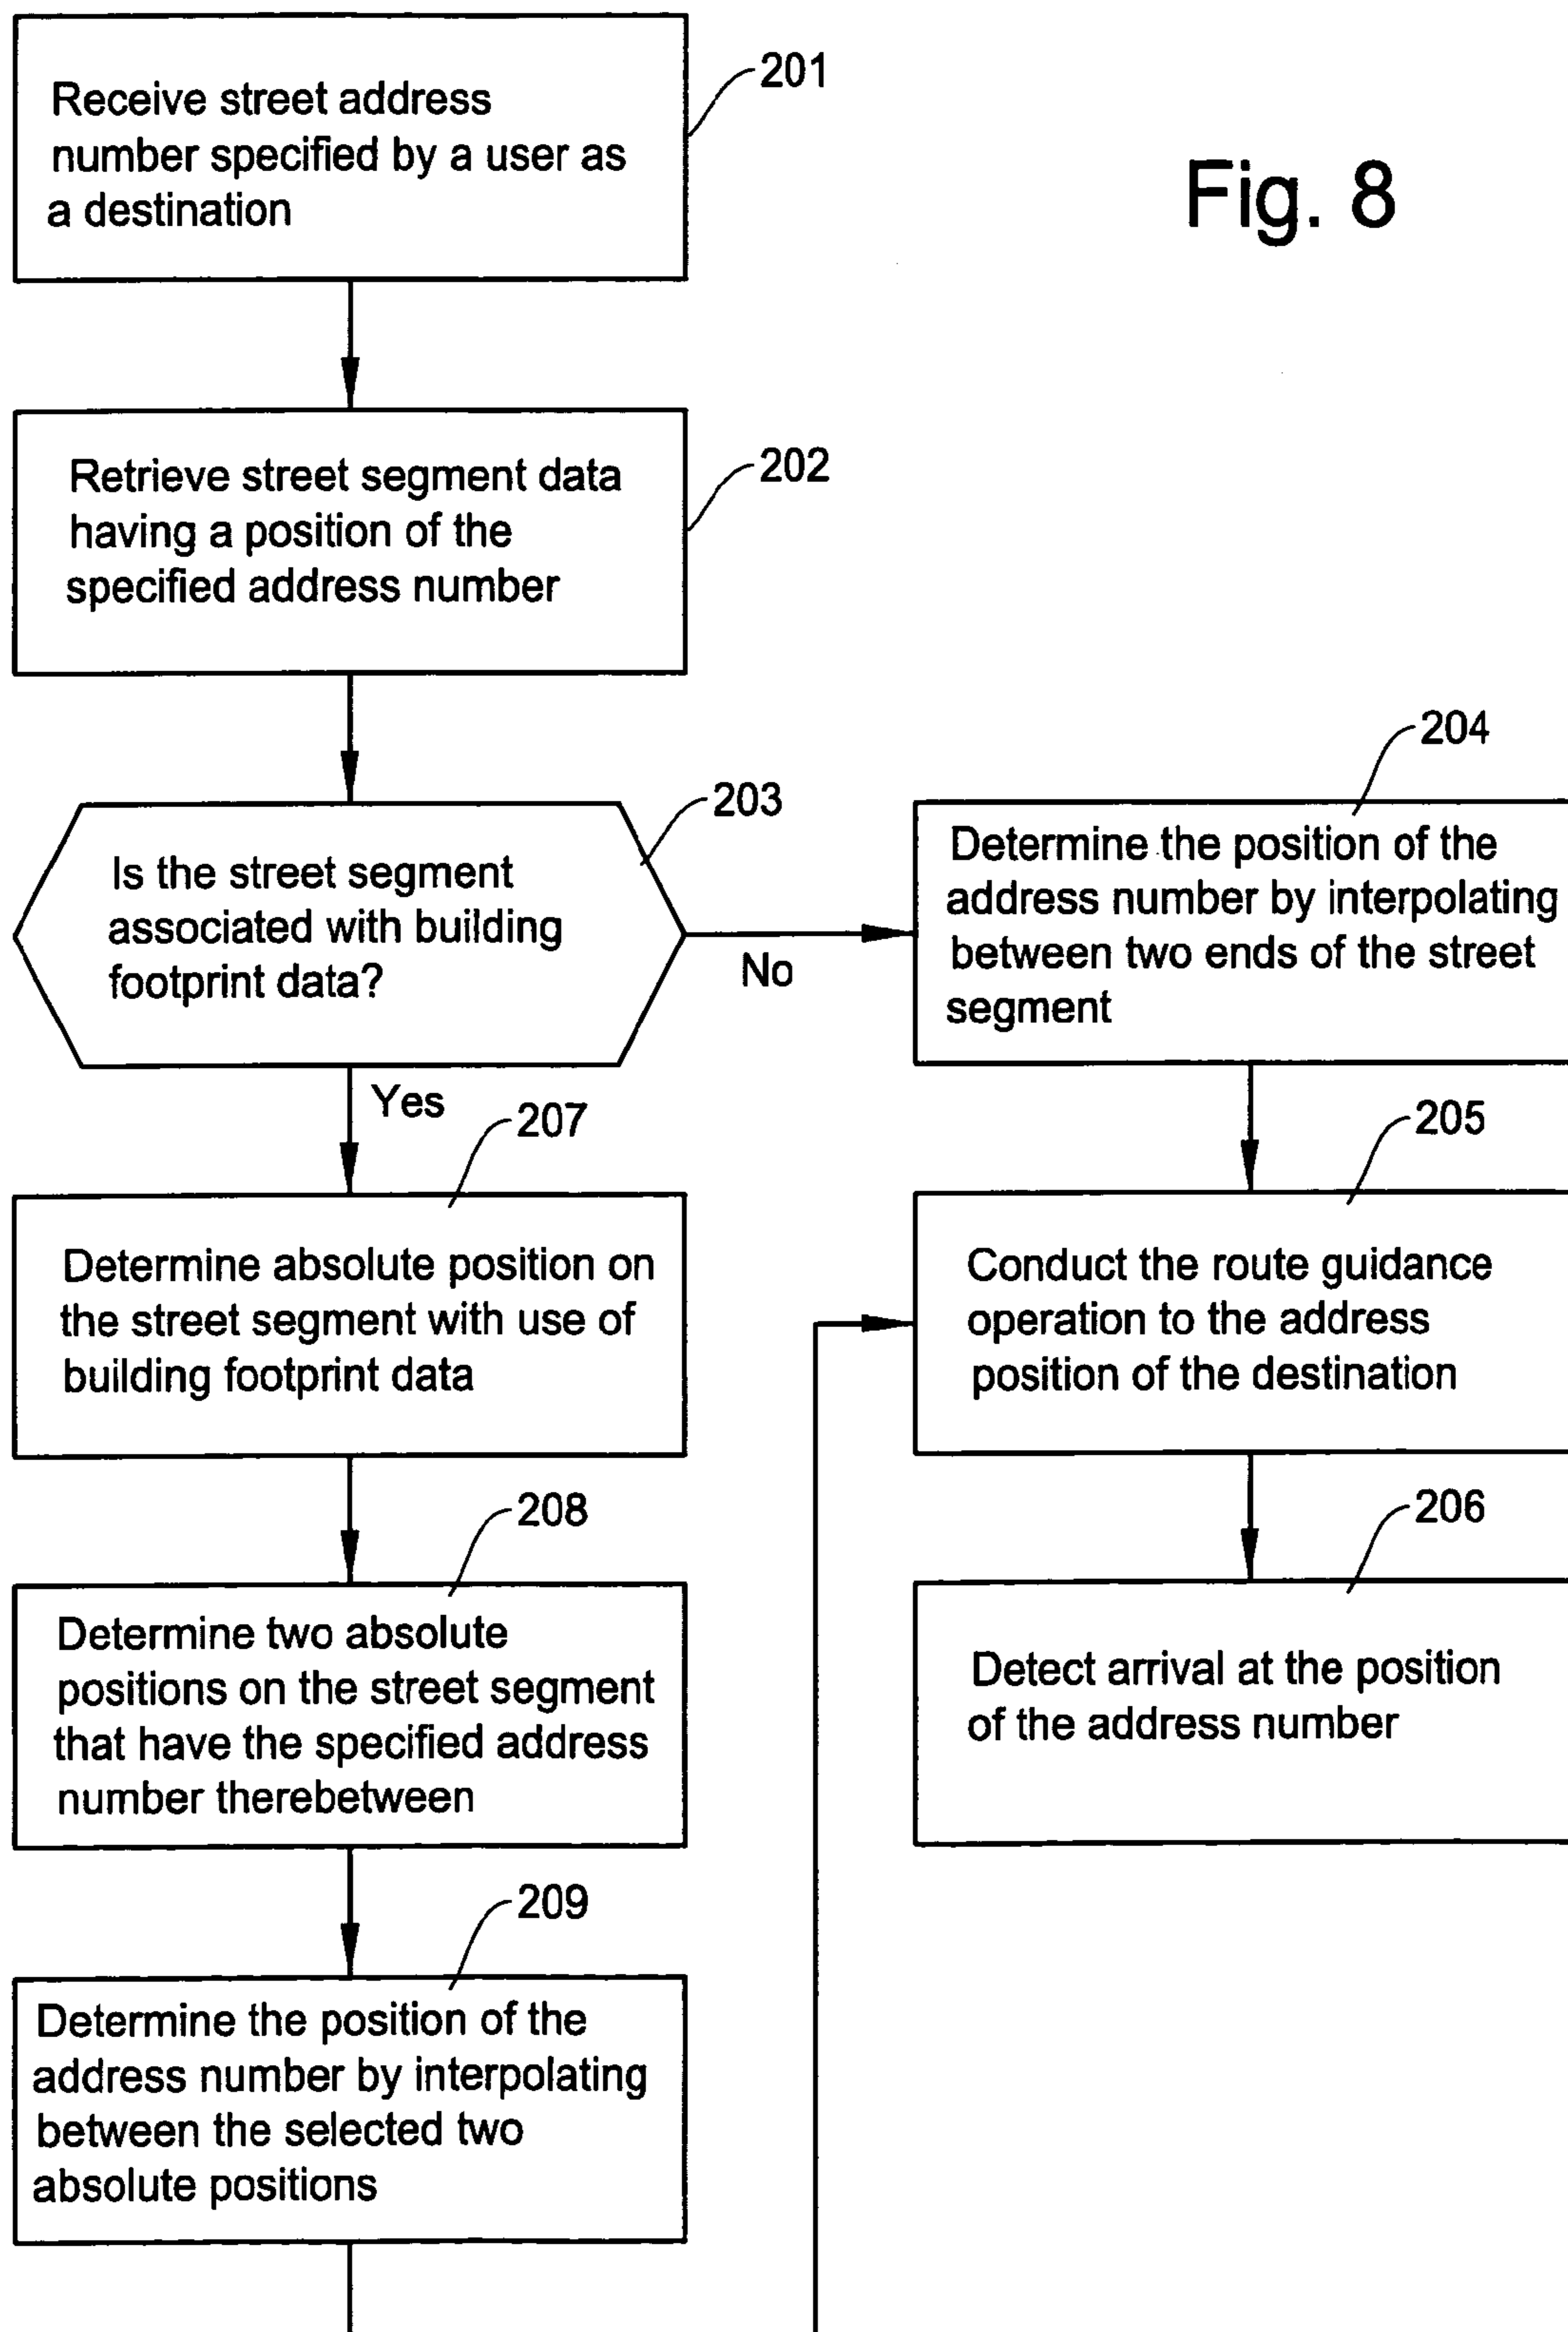 Fig. 8
201
Receive street address
number specified by a user as
a destination
202
Retrieve street segment data
having a position of the
specified address number
203
Is the street segment
associated with building
footprint data?
No
Yes
204
Determine the position of the
address number by interpolating
between two ends of the street
segment
205
Conduct the route guidance
operation to the address
position of the destination
206
Detect arrival at the position
of the address number
207
Determine absolute position on
the street segment with use of
building footprint data
208
Determine two absolute
positions on the street segment
that have the specified address
number therebetween
209
Determine the position of the
address number by interpolating
between the selected two
absolute positions